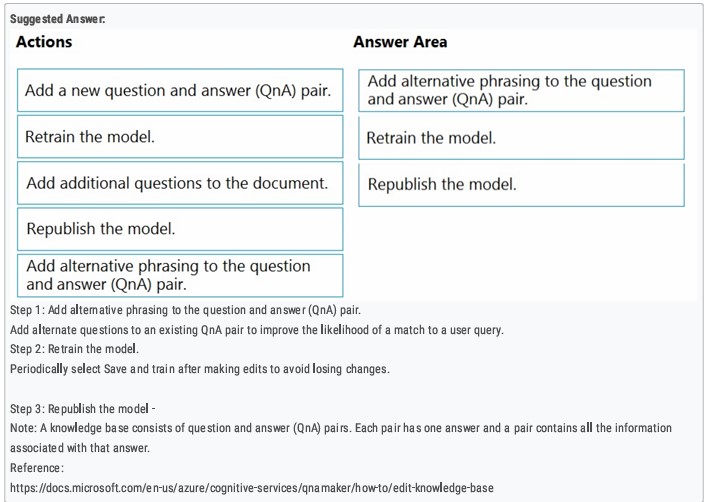 Suggested Answer:
Actions
Answer Area
Add a new question and answer (QnA) pair.
Retrain the model.
Add additional questions to the document.
Republish the model.
Add alternative phrasing to the question
and answer (QnA) pair.
Add alternative phrasing to the question
and answer (QnA) pair.
Retrain the model.
Republish the model.
Step 1: Add alternative phrasing to the question and answer (QnA) pair.
Add alternate questions to an existing QnA pair to improve the likelihood of a match to a user query.
Step 2: Retrain the model.
Periodically select Save and train after making edits to avoid losing changes.
Step 3: Republish the model -
Note: A knowledge base consists of question and answer (QnA) pairs. Each pair has one answer and a pair contains all the information
associated with that answer.
Reference:
https://docs.microsoft.com/en-us/azure/cognitive-services/qnamaker/how-to/edit-knowledge-base